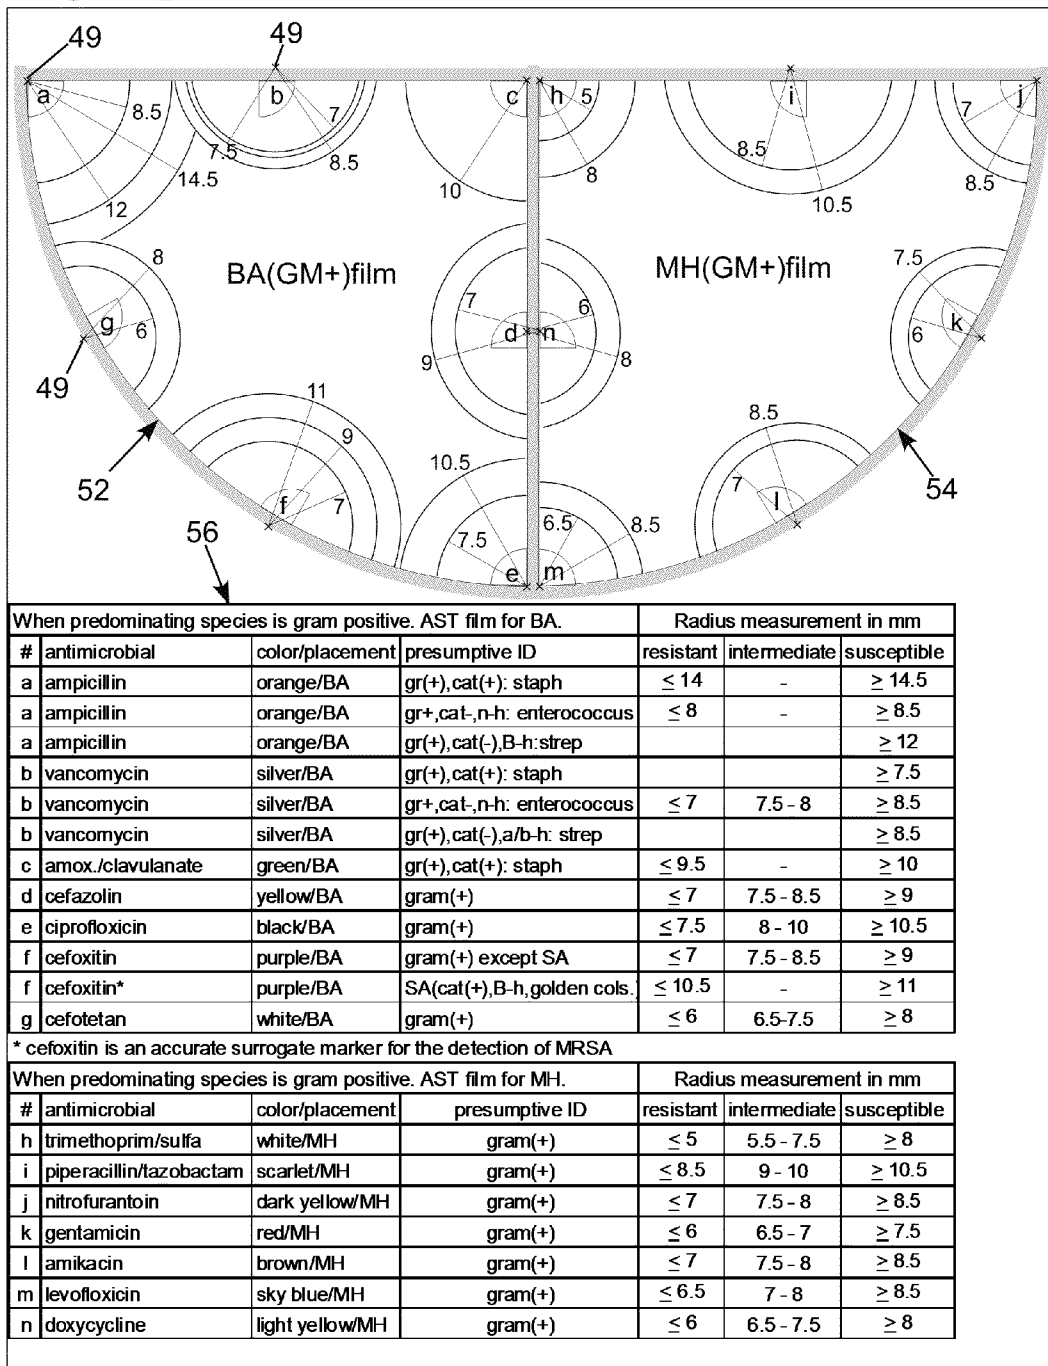 49
49
a
b
c
h
i
j
8.5
7
5
7
7.5
8.5
14.5
10
8
8.5
10.5
8.5
12
BA(GM+)film
MH(GM+)film
8
7.5
g
6
7
d
n
6
6
k
9
8
49
11
9
8.5
52
10.5
54
f
7
7.5
6.5
8.5
7
l
56
e
m
When predominating species is gram positive. AST film for BA. Radius measurement in mm
# antimicrobial color/placement presumptive ID resistant intermediate susceptible
a ampicillin orange/BA gr(+),cat(+): staph ≤ 14 - ≥ 14.5
a ampicillin orange/BA gr+,cat-,n-h: enterococcus ≤ 8 - ≥ 8.5
a ampicillin orange/BA gr(+),cat(-),B-h:strep ≥ 12
b vancomycin silver/BA gr(+),cat(+): staph ≥ 7.5
b vancomycin silver/BA gr+,cat-,n-h: enterococcus ≤ 7 7.5 - 8 ≥ 8.5
b vancomycin silver/BA gr(+),cat(-),a/b-h: strep ≥ 8.5
c amox./clavulanate green/BA gr(+),cat(+): staph ≤ 9.5 - ≥ 10
d cefazolin yellow/BA gram(+) ≤ 7 7.5 - 8.5 ≥ 9
e ciprofloxicin black/BA gram(+) ≤ 7.5 8 - 10 ≥ 10.5
f cefoxitin purple/BA gram(+) except SA ≤ 7 7.5 - 8.5 ≥ 9
f cefoxitin* purple/BA SA(cat(+),B-h,golden cols. ≤ 10.5 - ≥ 11
g cefotetan white/BA gram(+) ≤ 6 6.5-7.5 ≥ 8
* cefoxitin is an accurate surrogate marker for the detection of MRSA
When predominating species is gram positive. AST film for MH. Radius measurement in mm
# antimicrobial color/placement presumptive ID resistant intermediate susceptible
h trimethoprim/sulfa white/MH gram(+) ≤ 5 5.5 - 7.5 ≥ 8
i piperacillin/tazobactam scarlet/MH gram(+) ≤ 8.5 9 - 10 ≥ 10.5
j nitrofurantoin dark yellow/MH gram(+) ≤ 7 7.5 - 8 ≥ 8.5
k gentamicin red/MH gram(+) ≤ 6 6.5 - 7 ≥ 7.5
l amikacin brown/MH gram(+) ≤ 7 7.5 - 8 ≥ 8.5
m levofloxicin sky blue/MH gram(+) ≤ 6.5 7 - 8 ≥ 8.5
n doxycycline light yellow/MH gram(+) ≤ 6 6.5 - 7.5 ≥ 8